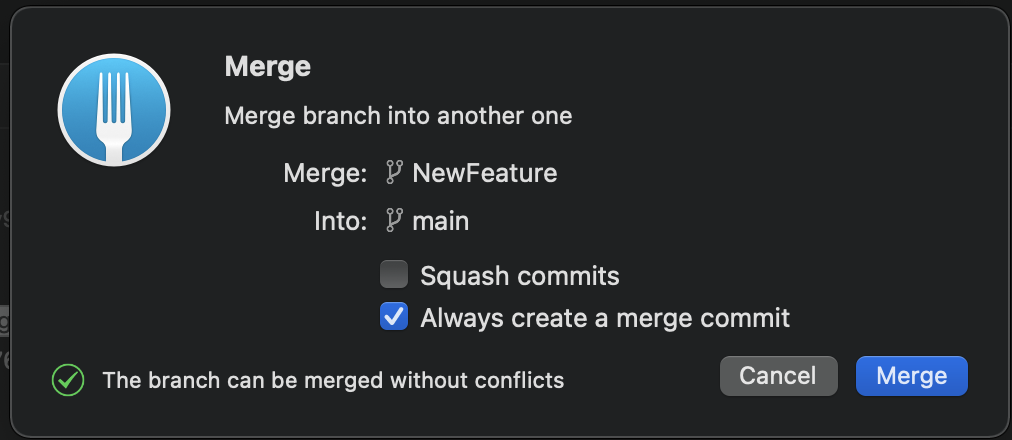 Merge
Merge branch into another one
Merge: NewFeature
Into: main
Squash commits
Always create a merge commit
The branch can be merged without conflicts
Cancel
Merge